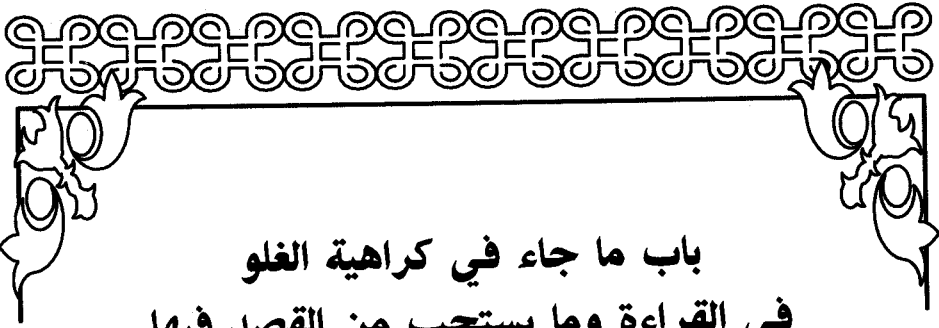 باب ما جاء في كراهية الغلو
في القراءة وما يستحب من القصد فيها